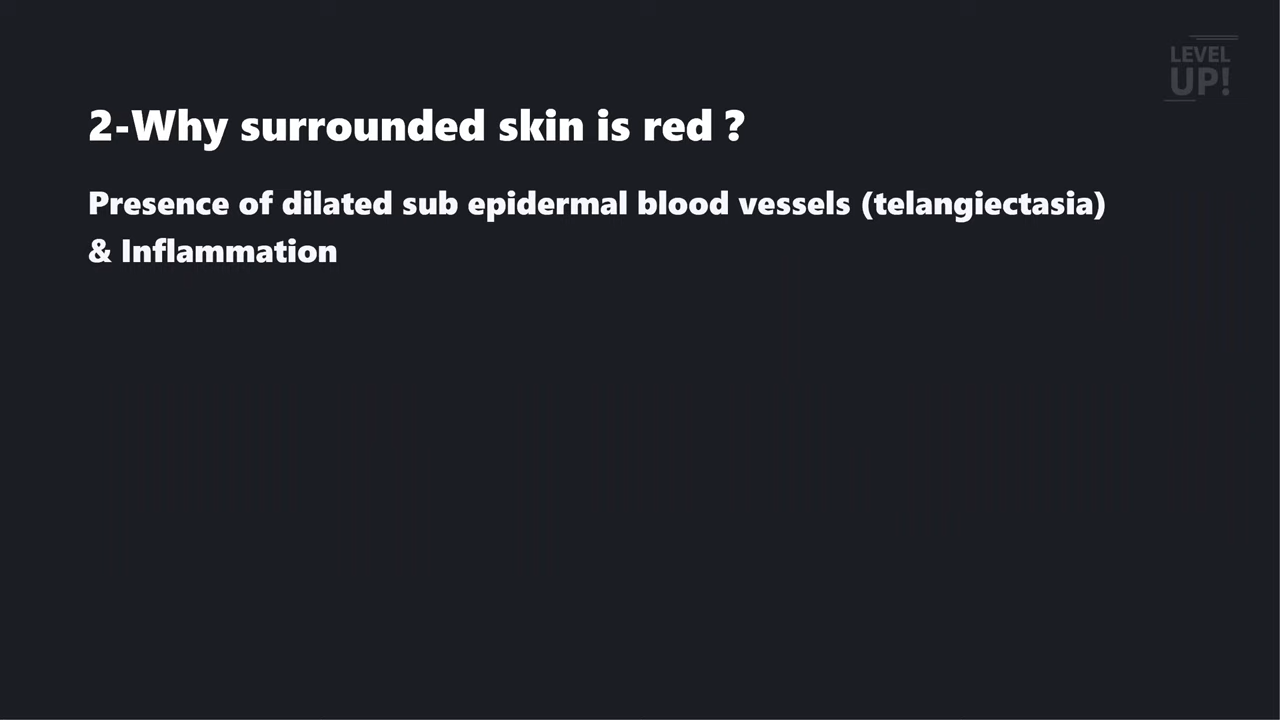 LEVEL
UP!
2-Why surrounded skin is red ?
Presence of dilated sub epidermal blood vessels (telangiectasia)
& Inflammation